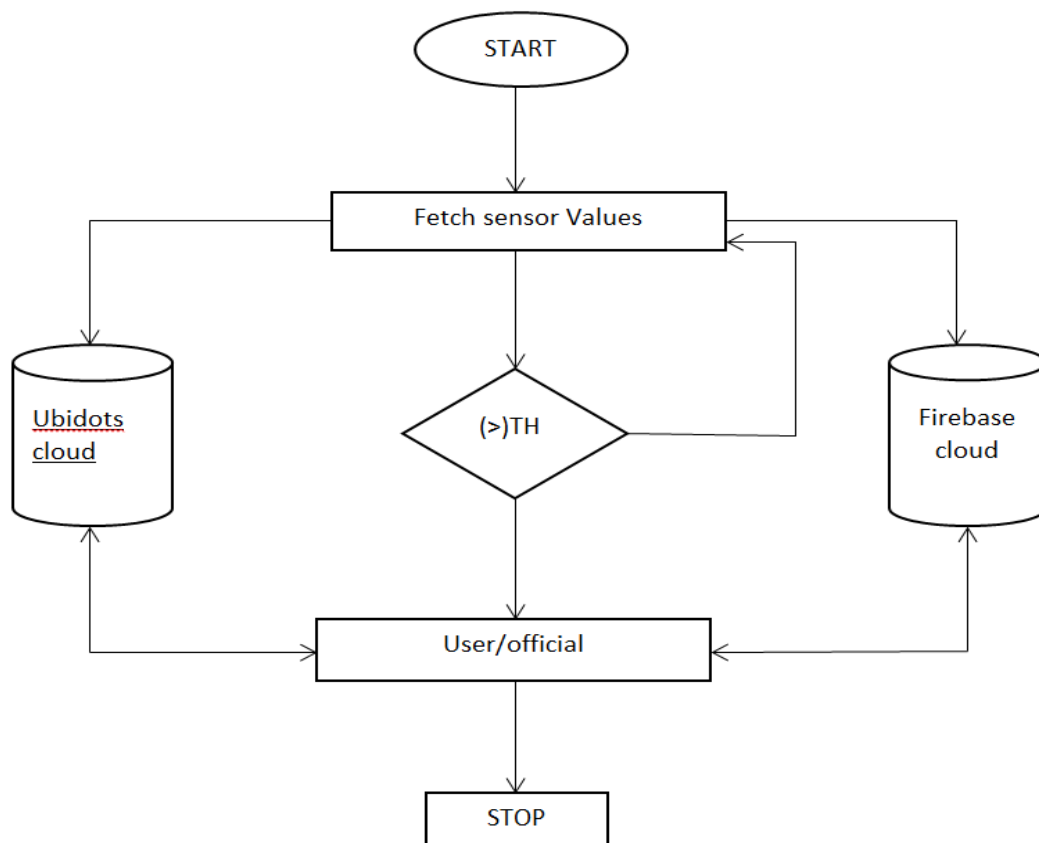 START
Fetch sensor Values
Ubidots
cloud
(>)TH
Firebase
cloud
User/official
STOP